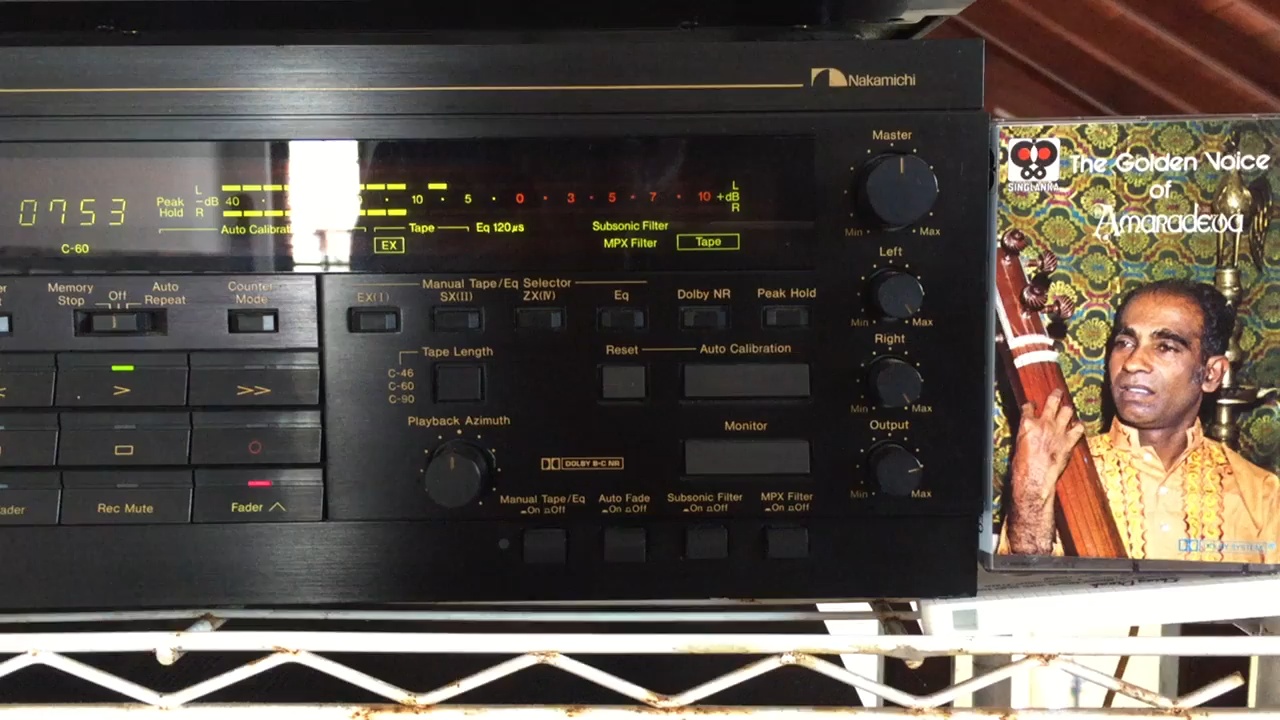 Nakamichi
0753
C-60
Peak
Hold
L
R
-dB
40
10
5
0
3
5
7
10
+dB
L
R
Tape
Eq 120µs
EX
Subsonic Filter
MPX Filter
Tape
Memory
Stop
Off
Auto
Repeat
Counter
Mode
Manual Tape/Eq Selector
EX(I)
SX(II)
ZX(IV)
Eq
Dolby NR
Peak Hold
Tape Length
C-46
C-60
C-90
Reset
Auto Calibration
Playback Azimuth
Monitor
DOLBY B-C NR
Manual Tape/Eq
On Off
Auto Fade
On Off
Subsonic Filter
On Off
MPX Filter
On Off
Rec Mute
Fader
Master
Min
Max
Left
Min
Max
Right
Min
Max
Output
Min
Max
SINGLANKA
The Golden Voice
of
Amaradeva
DOLBY SYSTEM